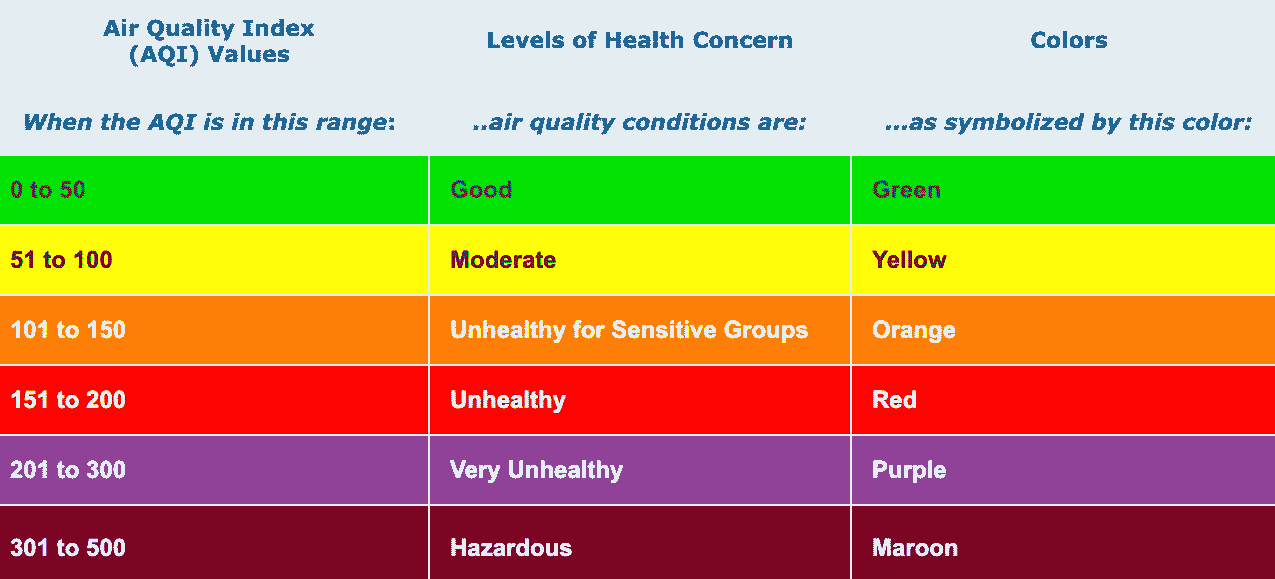 Air Quality Index
(AQI) Values
Levels of Health Concern
Colors
When the AQI is in this range:
..air quality conditions are:
...as symbolized by this color:
0 to 50
Good
Green
51 to 100
Moderate
Yellow
101 to 150
Unhealthy for Sensitive Groups
Orange
151 to 200
Unhealthy
Red
201 to 300
Very Unhealthy
Purple
301 to 500
Hazardous
Maroon